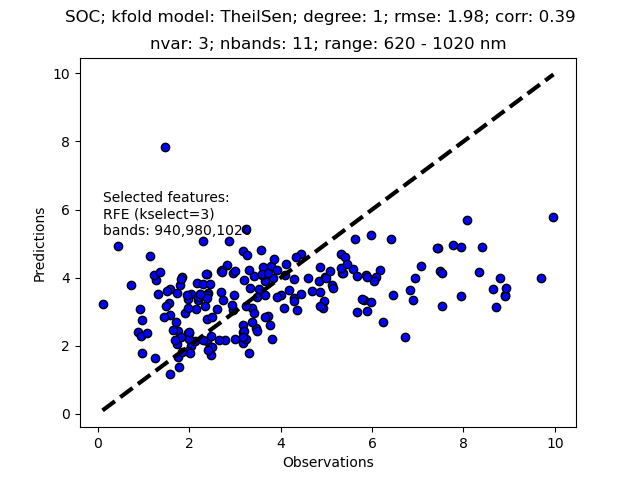 SOC; kfold model: TheilSen; degree: 1; rmse: 1.98; corr: 0.39
nvar: 3; nbands: 11; range: 620 - 1020 nm
10
8
6
4
2
0
Predictions
Selected features:
RFE (kselect=3)
bands: 940,980,1020
0 2 4 6 8 10
Observations